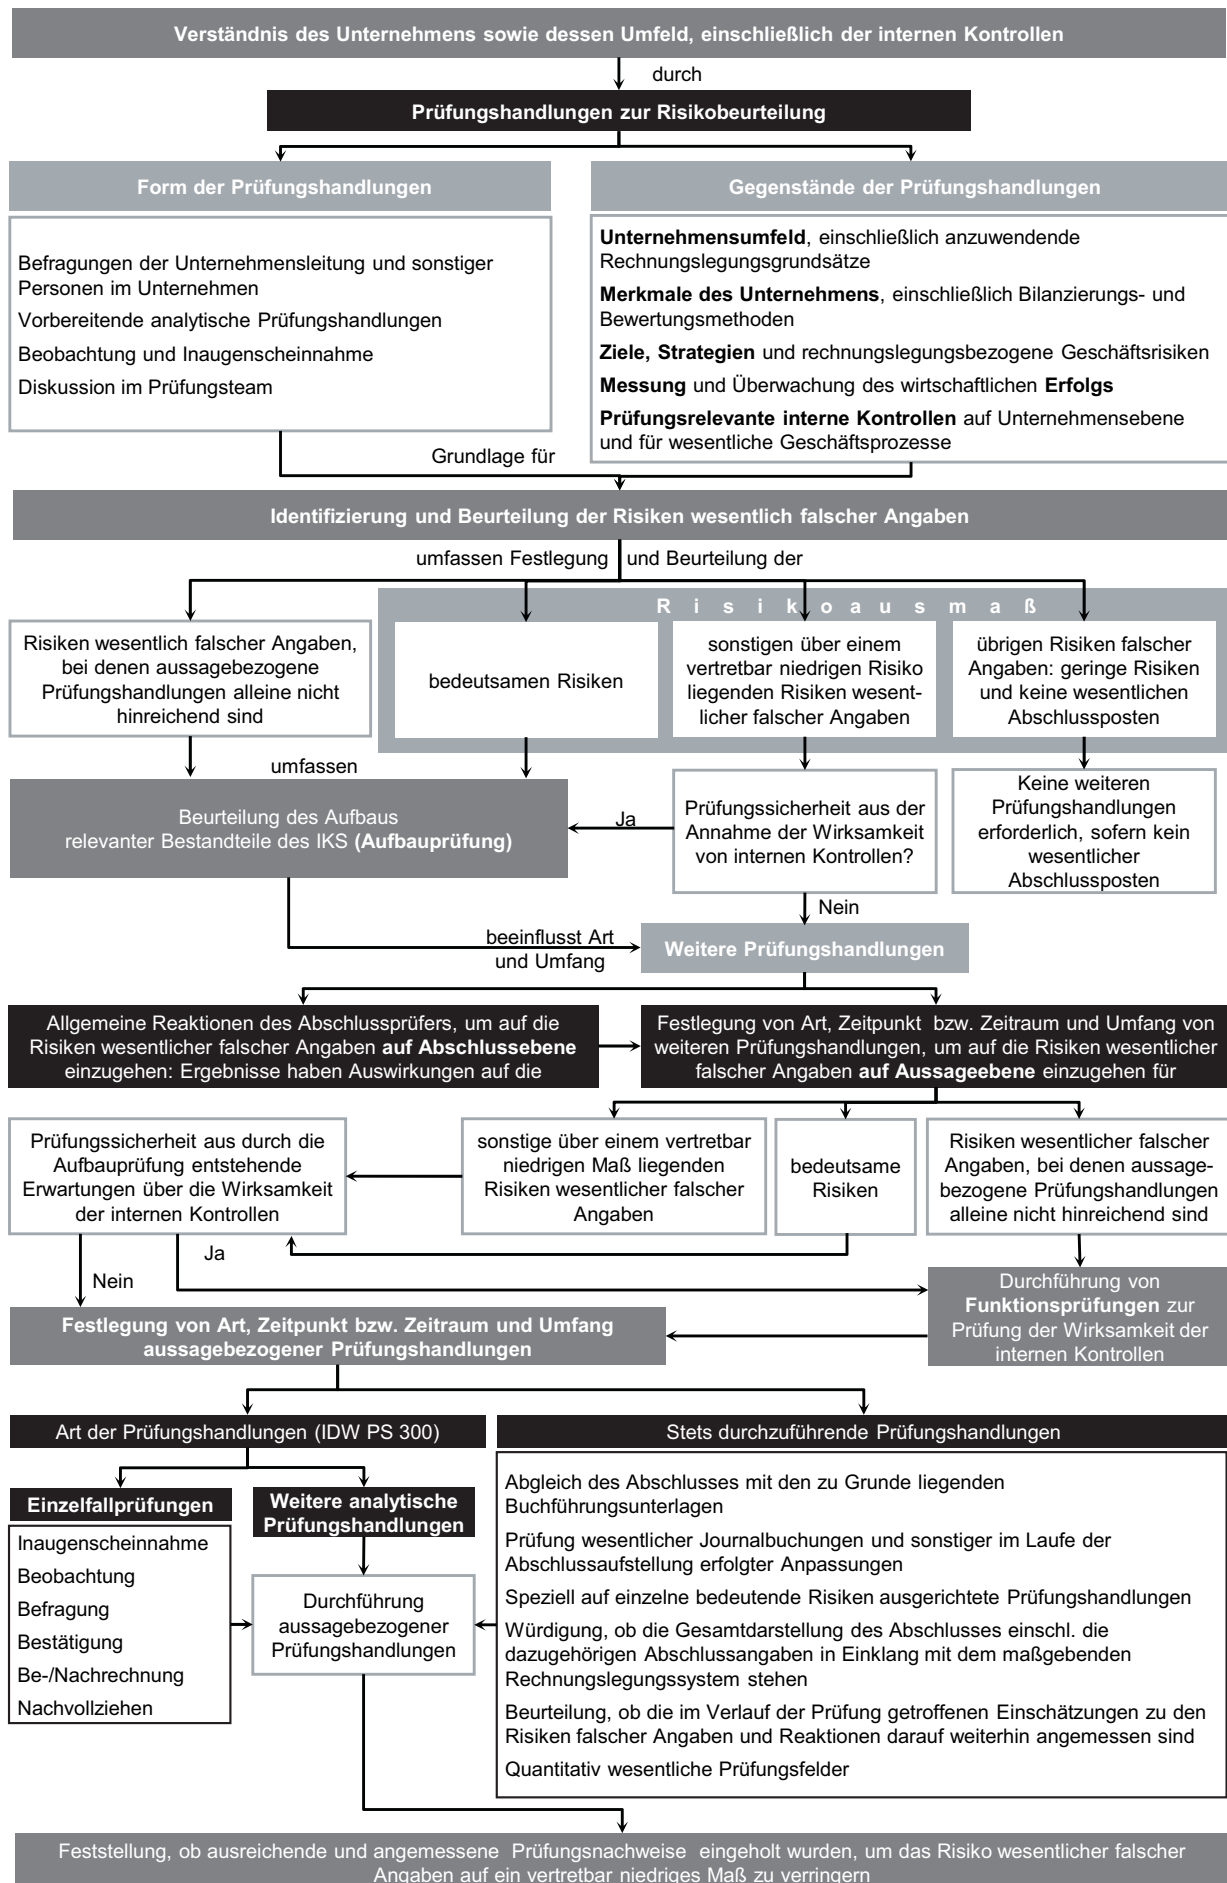 Verständnis des Unternehmens sowie dessen Umfeld, einschließlich der internen Kontrollen
durch
Prüfungshandlungen zur Risikobeurteilung
Form der Prüfungshandlungen
Befragungen der Unternehmensleitung und sonstiger
Personen im Unternehmen
Vorbereitende analytische Prüfungshandlungen
Beobachtung und Inaugenscheinnahme
Diskussion im Prüfungsteam
Gegenstände der Prüfungshandlungen
Unternehmensumfeld, einschließlich anzuwendende
Rechnungslegungsgrundsätze
Merkmale des Unternehmens, einschließlich Bilanzierungs- und
Bewertungsmethoden
Ziele, Strategien und rechnungslegungsbezogene Geschäftsrisiken
Messung und Überwachung des wirtschaftlichen Erfolgs
Prüfungsrelevante interne Kontrollen auf Unternehmensebene
und für wesentliche Geschäftsprozesse
Grundlage für
Identifizierung und Beurteilung der Risiken wesentlich falscher Angaben
umfassen Festlegung und Beurteilung der
Risikoausmaß
Risiken wesentlich falscher Angaben,
bei denen aussagebezogene
Prüfungshandlungen alleine nicht
hinreichend sind
bedeutsamen Risiken
sonstigen über einem
vertretbar niedrigen Risiko
liegenden Risiken wesent-
licher falscher Angaben
übrigen Risiken falscher
Angaben: geringe Risiken
und keine wesentlichen
Abschlussposten
umfassen
Beurteilung des Aufbaus
relevanter Bestandteile des IKS (Aufbauprüfung)
Ja
Prüfungssicherheit aus der
Annahme der Wirksamkeit
von internen Kontrollen?
Keine weiteren
Prüfungshandlungen
erforderlich, sofern kein
wesentlicher
Abschlussposten
Nein
beeinflusst Art
und Umfang
Weitere Prüfungshandlungen
Allgemeine Reaktionen des Abschlussprüfers, um auf die
Risiken wesentlicher falscher Angaben auf Abschlussebene
einzugehen: Ergebnisse haben Auswirkungen auf die
Festlegung von Art, Zeitpunkt bzw. Zeitraum und Umfang von
weiteren Prüfungshandlungen, um auf die Risiken wesentlicher
falscher Angaben auf Aussageebene einzugehen für
Prüfungssicherheit aus durch die
Aufbauprüfung entstehende
Erwartungen über die Wirksamkeit
der internen Kontrollen
sonstige über einem vertretbar
niedrigen Maß liegenden
Risiken wesentlicher falscher
Angaben
bedeutsame
Risiken
Risiken wesentlicher falscher
Angaben, bei denen aussage-
bezogene Prüfungshandlungen
alleine nicht hinreichend sind
Ja
Nein
Durchführung von
Funktionsprüfungen zur
Prüfung der Wirksamkeit der
internen Kontrollen
Festlegung von Art, Zeitpunkt bzw. Zeitraum und Umfang
aussagebezogener Prüfungshandlungen
Art der Prüfungshandlungen (IDW PS 300)
Einzelfallprüfungen
Inaugenscheinnahme
Beobachtung
Befragung
Bestätigung
Be-/Nachrechnung
Nachvollziehen
Weitere analytische
Prüfungshandlungen
Durchführung
aussagebezogener
Prüfungshandlungen
Stets durchzuführende Prüfungshandlungen
Abgleich des Abschlusses mit den zu Grunde liegenden
Buchführungsunterlagen
Prüfung wesentlicher Journalbuchungen und sonstiger im Laufe der
Abschlussaufstellung erfolgter Anpassungen
Speziell auf einzelne bedeutende Risiken ausgerichtete Prüfungshandlungen
Würdigung, ob die Gesamtdarstellung des Abschlusses einschl. die
dazugehörigen Abschlussangaben in Einklang mit dem maßgebenden
Rechnungslegungssystem stehen
Beurteilung, ob die im Verlauf der Prüfung getroffenen Einschätzungen zu den
Risiken falscher Angaben und Reaktionen darauf weiterhin angemessen sind
Quantitativ wesentliche Prüfungsfelder
Feststellung, ob ausreichende und angemessene Prüfungsnachweise eingeholt wurden, um das Risiko wesentlicher falscher
Angaben auf ein vertretbar niedriges Maß zu verringern